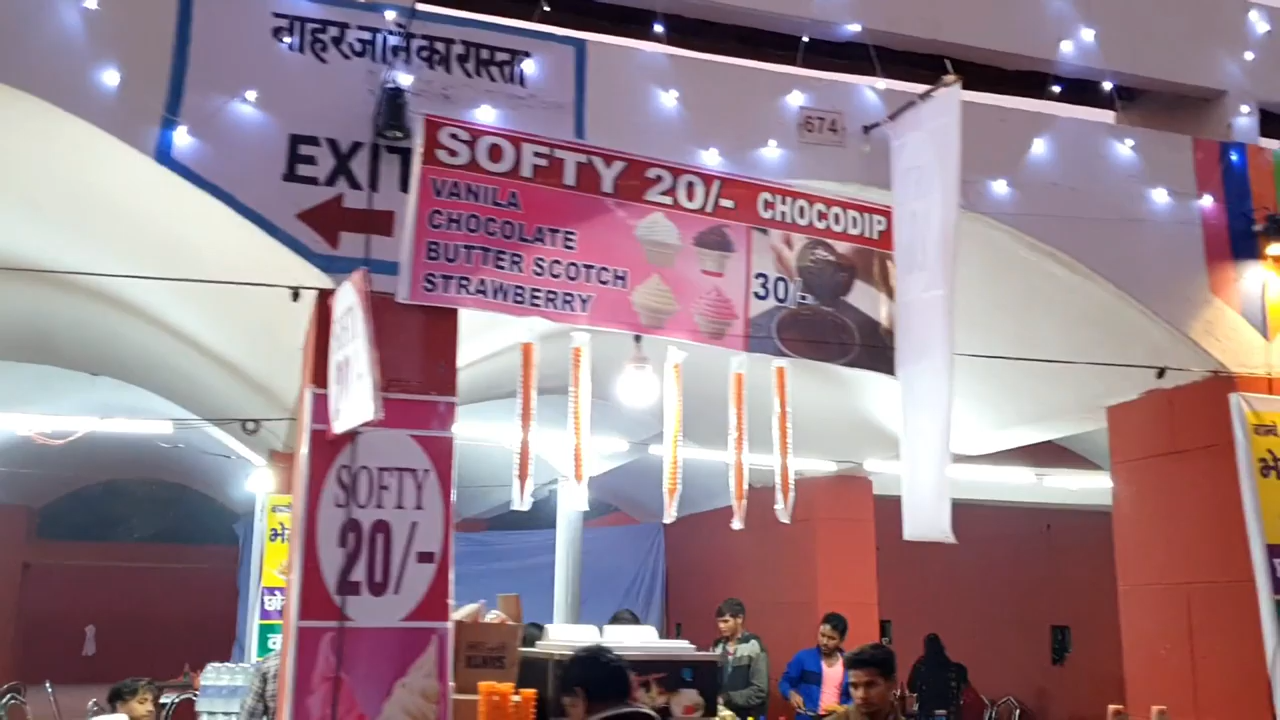 बाहर जाने का रास्ता
EXIT
674
SOFTY 20/- CHOCODIP
VANILA
CHOCOLATE
BUTTER SCOTCH
STRAWBERRY
30/-
SOFTY
20/-